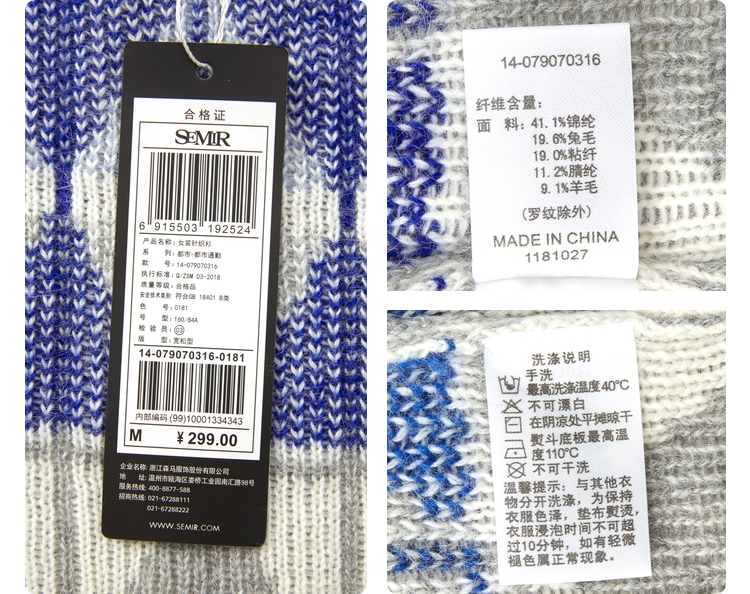 合格证
SEMIR
6 915503 192524
产品名称: 女装针织衫
系 列: 都市-都市通勤
款 号: 14-079070316
执行标准: Q/ZSM 03-2018
质量等级: 合格品
安全技术类别: 符合GB 18401 B类
色 号: 0181
号 型: 160/84A
检 验 员: 03
版 型: 宽松型
14-079070316-0181
内部编码 (99)10001334343
M ￥299.00
企业名称: 浙江森马服饰股份有限公司
地 址: 温州市瓯海区娄桥工业园南汇路98号
服务热线: 400-8877-588
招商热线: 021-67288111
021-67288222
WWW.SEMIR.COM
14-079070316
纤维含量:
面 料: 41.1%锦纶
19.6%兔毛
19.0%粘纤
11.2%腈纶
9.1%羊毛
(罗纹除外)
MADE IN CHINA
1181027
洗涤说明
手洗
最高洗涤温度40℃
不可漂白
在阴凉处平摊晾干
熨斗底板最高温
度110℃
不可干洗
温馨提示: 与其他衣
物分开洗涤，为保持
衣服色泽，垫布熨烫，
衣服浸泡时间不可超
过10分钟，如有轻微
褪色属正常现象。